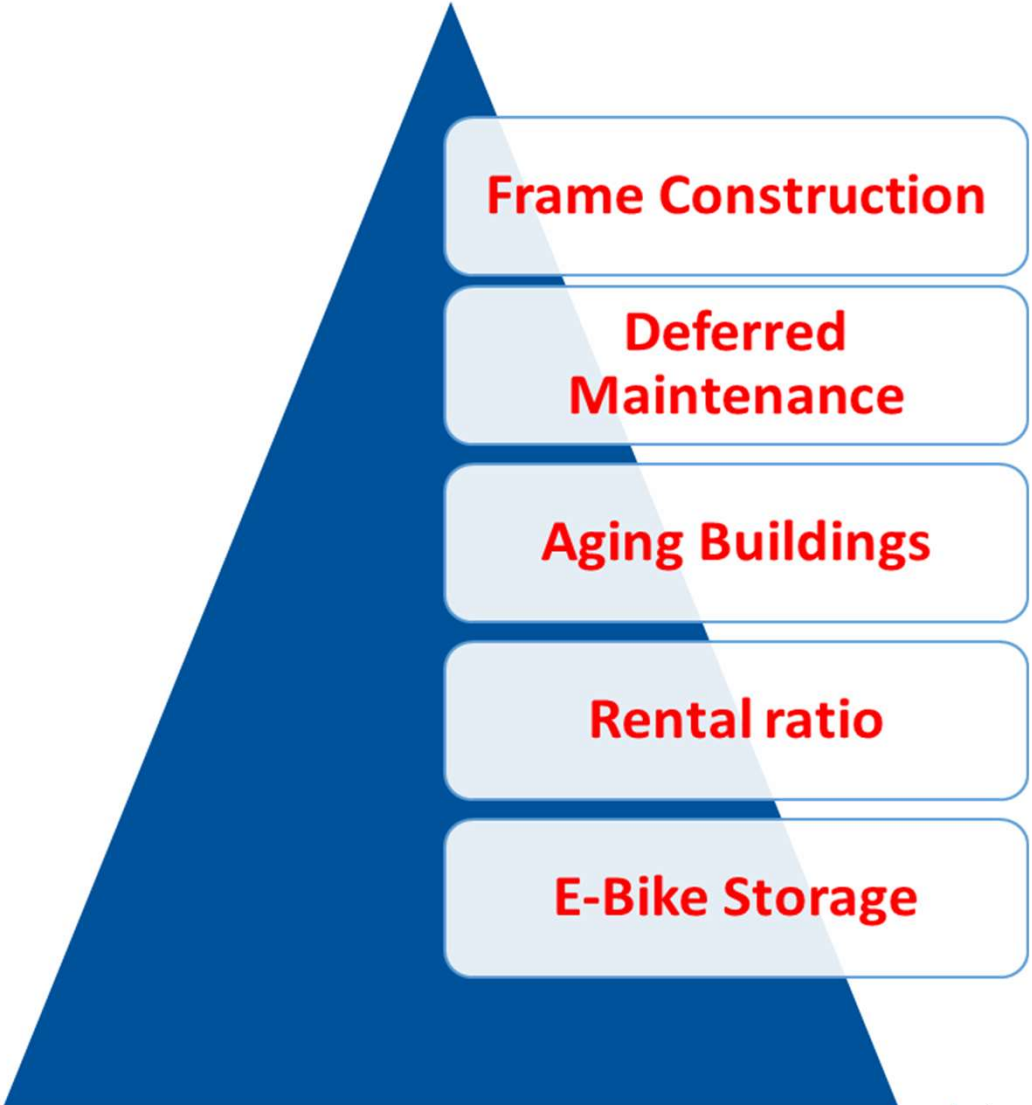 Frame Construction
Deferred
Maintenance
Aging Buildings
Rental ratio
E-Bike Storage